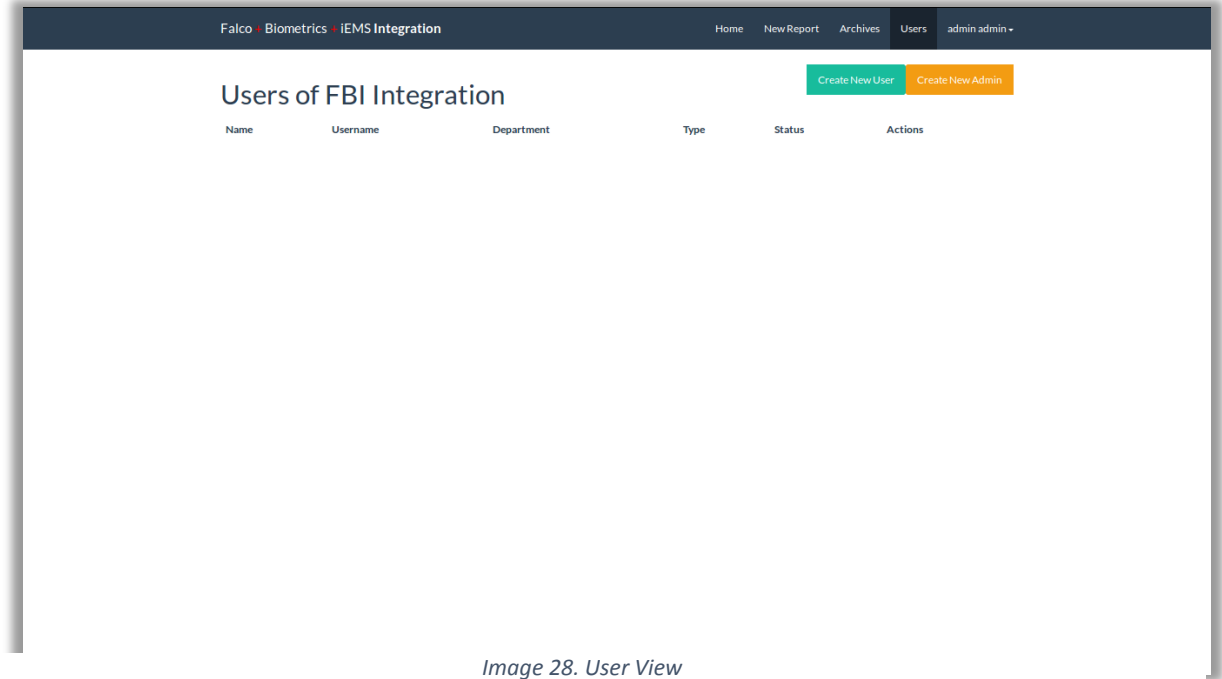 Falco + Biometrics + iEMS Integration Home New Report Archives Users admin admin
Create New User Create New Admin
Users of FBI Integration
Name Username Department Type Status Actions
Image 28. User View